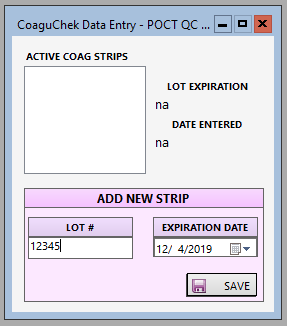 CoaguChek Data Entry - POCT QC ...
ACTIVE COAG STRIPS
LOT EXPIRATION
na
DATE ENTERED
na
ADD NEW STRIP
LOT #
12345
EXPIRATION DATE
12/ 4/2019
SAVE